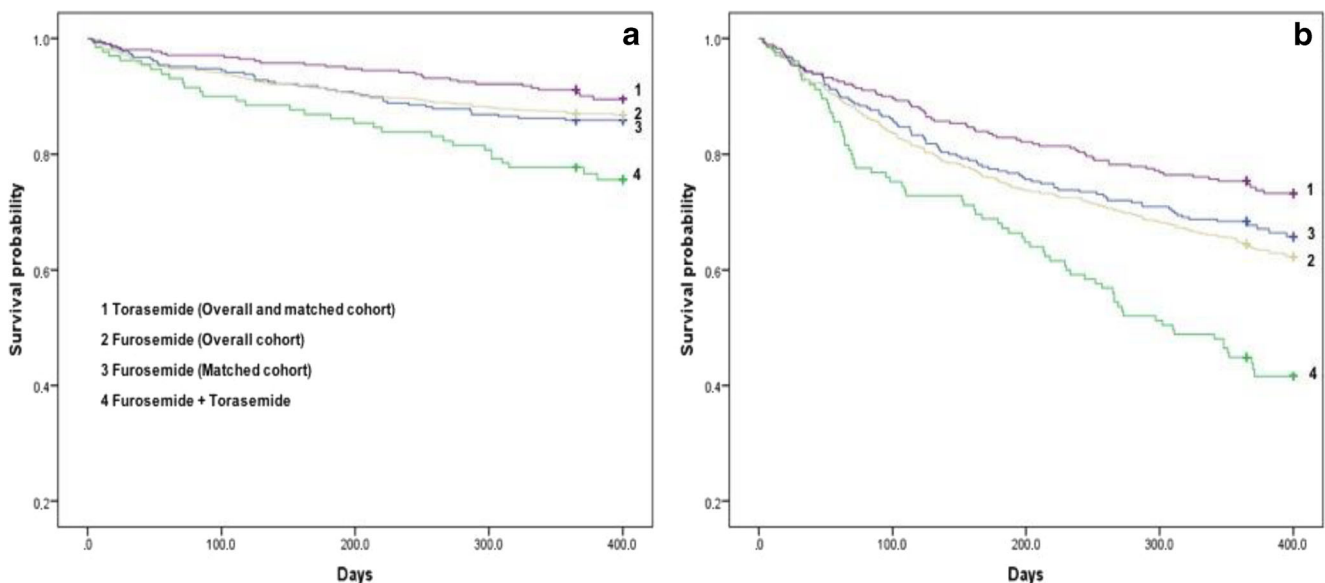 a
1.0
0.8
0.6
0.4
0.2
Survival probability
1
2
3
4
1 Torasemide (Overall and matched cohort)
2 Furosemide (Overall cohort)
3 Furosemide (Matched cohort)
4 Furosemide + Torasemide
.0 100.0 200.0 300.0 400.0
Days
b
1.0
0.8
0.6
0.4
0.2
Survival probability
1
3
2
4
.0 100.0 200.0 300.0 400.0
Days